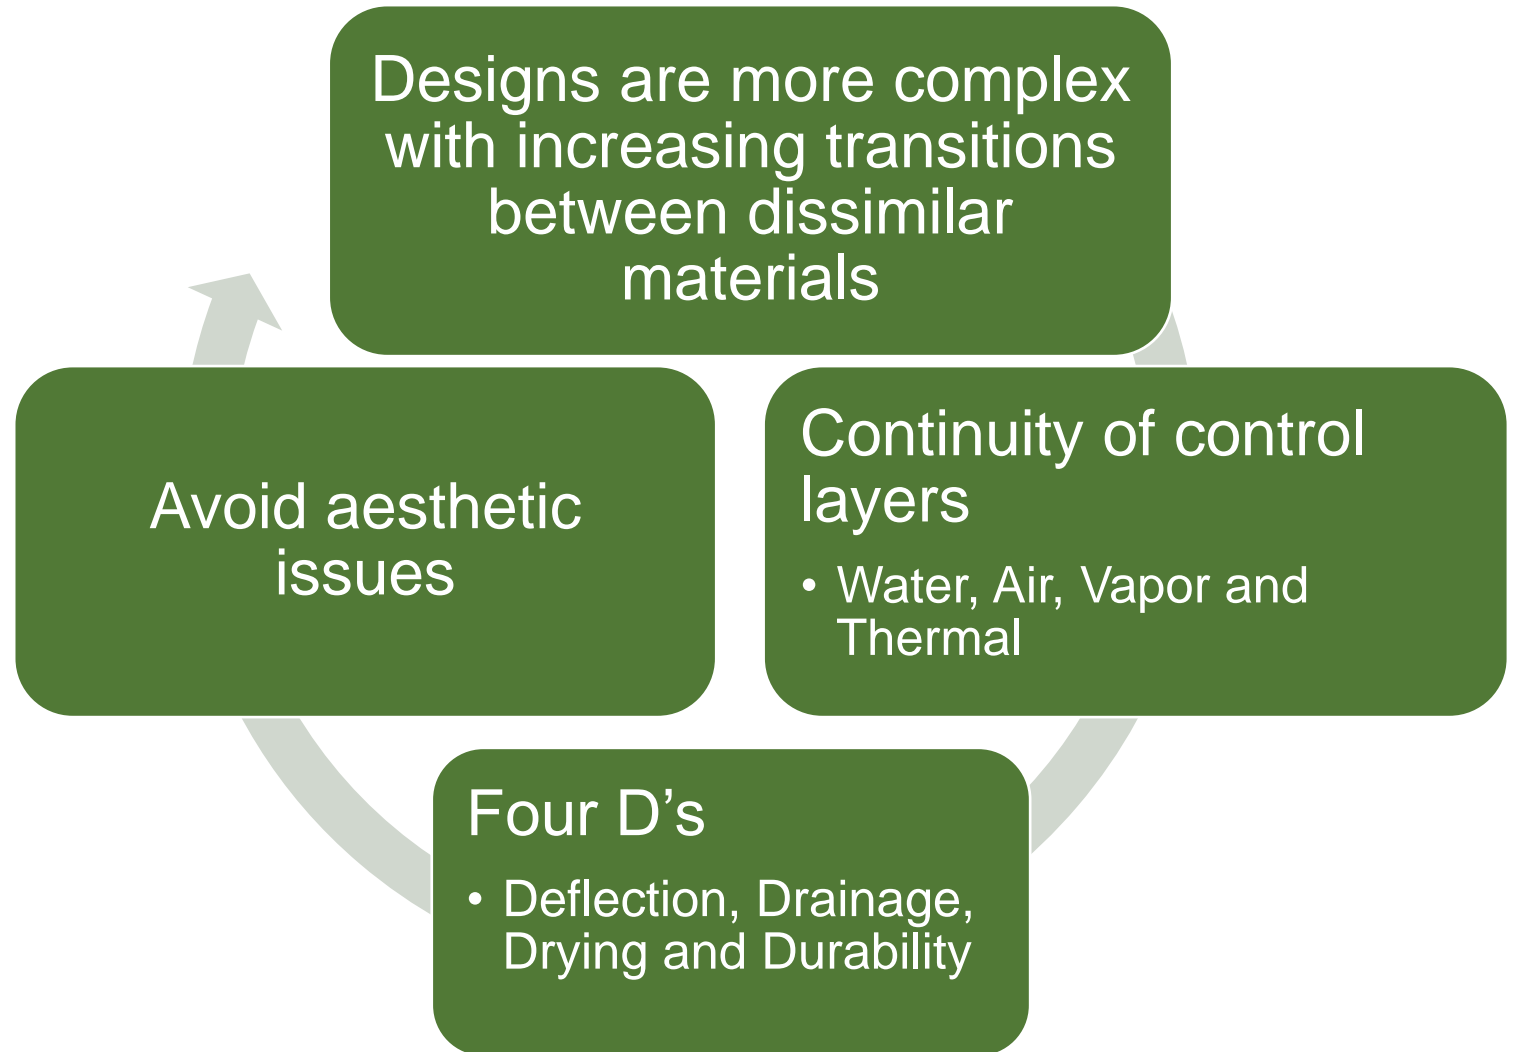 Designs are more complex
with increasing transitions
between dissimilar
materials
Continuity of control
layers
• Water, Air, Vapor and
Thermal
Four D’s
• Deflection, Drainage,
Drying and Durability
Avoid aesthetic
issues